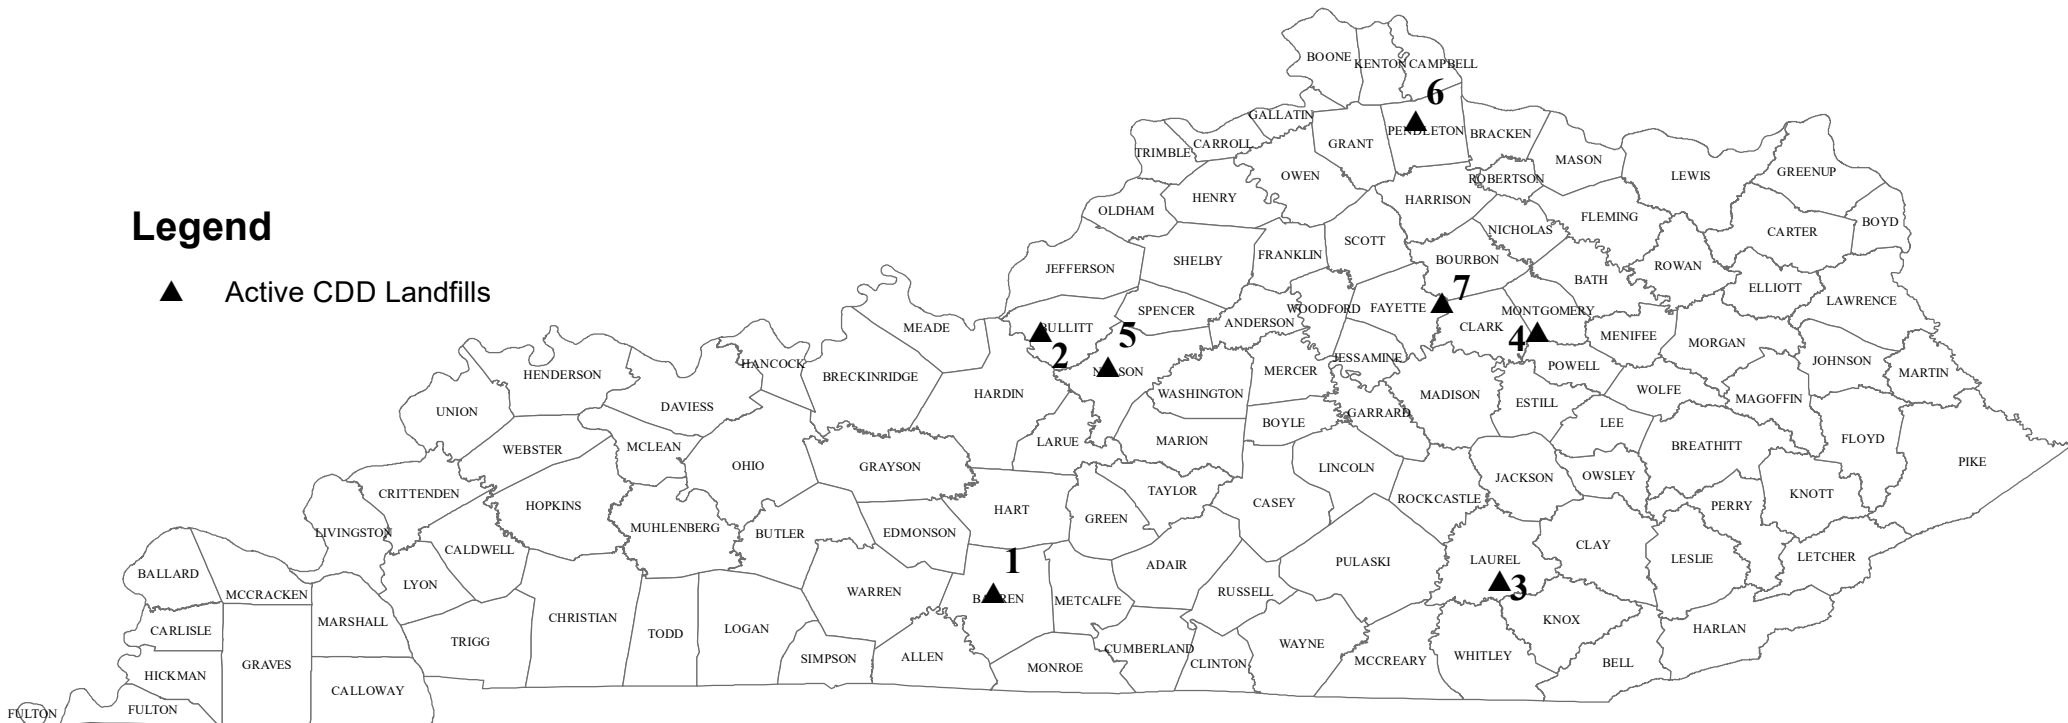 BOONE
KENTON
CAMPBELL
6
GALLATIN
PENDLETON
BRACKEN
CARROLL
GRANT
TRIMBLE
MASON
OWEN
ROBERTSON
LEWIS
GREENUP
HENRY
HARRISON
OLDHAM
FLEMING
BOYD
Legend
NICHOLAS
CARTER
SCOTT
FRANKLIN
SHELBY
BOURBON
JEFFERSON
ROWAN
BATH
7
ELLIOTT
Active CDD Landfills
LAWRENCE
SPENCER
WOODFORD
FAYETTE
MONTGOMERY
ANDERSON
MEADE
BULLITT
5
CLARK
4
MENIFEE
MORGAN
2
JESSAMINE
JOHNSON
HANCOCK
POWELL
NELSON
MERCER
MARTIN
HENDERSON
BRECKINRIDGE
WOLFE
HARDIN
WASHINGTON
MADISON
MAGOFFIN
DAVIESS
ESTILL
UNION
GARRARD
BOYLE
LEE
LARUE
MARION
FLOYD
MCLEAN
BREATHITT
WEBSTER
PIKE
OHIO
GRAYSON
LINCOLN
OWSLEY
JACKSON
TAYLOR
CRITTENDEN
KNOTT
ROCKCASTLE
CASEY
HOPKINS
PERRY
HART
GREEN
MUHLENBERG
LIVINGSTON
BUTLER
EDMONSON
CLAY
CALDWELL
LETCHER
LESLIE
1
LAUREL
PULASKI
ADAIR
BALLARD
LYON
3
WARREN
RUSSELL
MCCRACKEN
BARREN
METCALFE
CHRISTIAN
KNOX
MARSHALL
LOGAN
HARLAN
CARLISLE
TODD
TRIGG
WAYNE
CUMBERLAND
WHITLEY
ALLEN
SIMPSON
MCCREARY
BELL
CLINTON
GRAVES
MONROE
HICKMAN
CALLOWAY
FULTON
FULTON